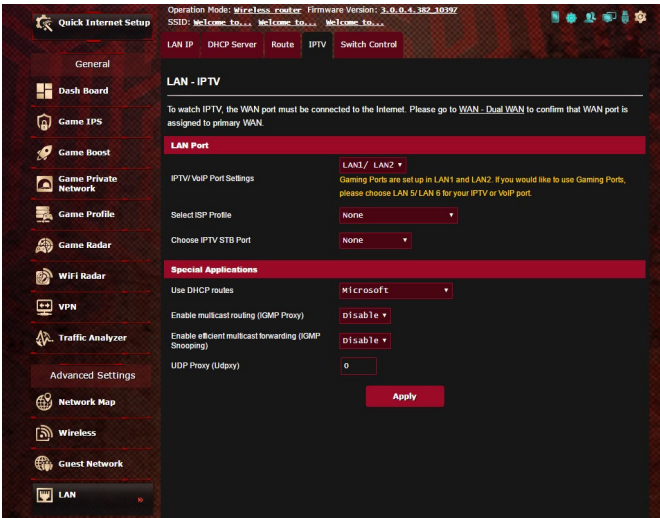 Quick Internet Setup
Operation Mode: Wireless router Firmware Version: 3.0.0.4.382_10397
SSID: Welcome to... Welcome to... Welcome to...
LAN IP DHCP Server Route IPTV Switch Control
General
Dash Board
Game IPS
Game Boost
Game Private
Network
Game Profile
Game Radar
WiFi Radar
VPN
Traffic Analyzer
Advanced Settings
Network Map
Wireless
Guest Network
LAN »
LAN - IPTV
To watch IPTV, the WAN port must be connected to the Internet. Please go to WAN - Dual WAN to confirm that WAN port is
assigned to primary WAN.
LAN Port
IPTV/ VoIP Port Settings LAN1/ LAN2
Gaming Ports are set up in LAN1 and LAN2. If you would like to use Gaming Ports,
please choose LAN 5/ LAN 6 for your IPTV or VoIP port.
Select ISP Profile None
Choose IPTV STB Port None
Special Applications
Use DHCP routes Microsoft
Enable multicast routing (IGMP Proxy) Disable
Enable efficient multicast forwarding (IGMP
Snooping) Disable
UDP Proxy (Udpxy) 0
Apply